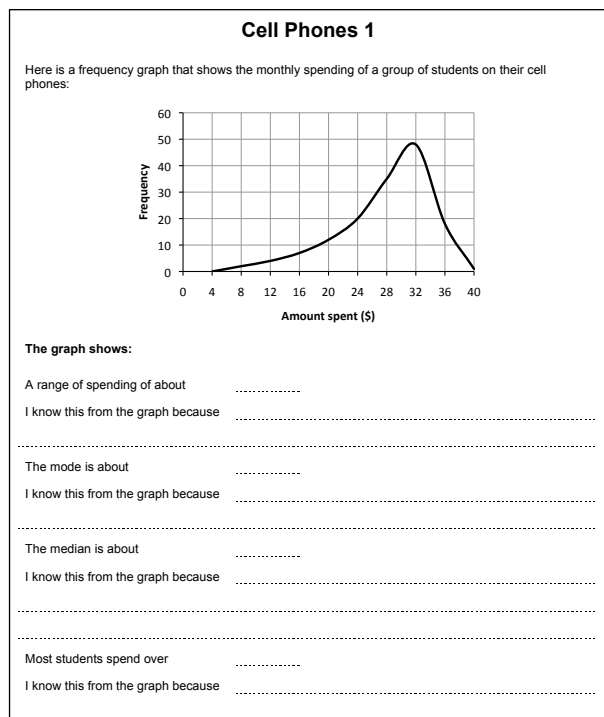 Cell Phones 1
Here is a frequency graph that shows the monthly spending of a group of students on their cell
phones:
60
50
40
30
20
10
0
Frequency
0 4 8 12 16 20 24 28 32 36 40
Amount spent ($)
The graph shows:
A range of spending of about
I know this from the graph because
The mode is about
I know this from the graph because
The median is about
I know this from the graph because
Most students spend over
I know this from the graph because